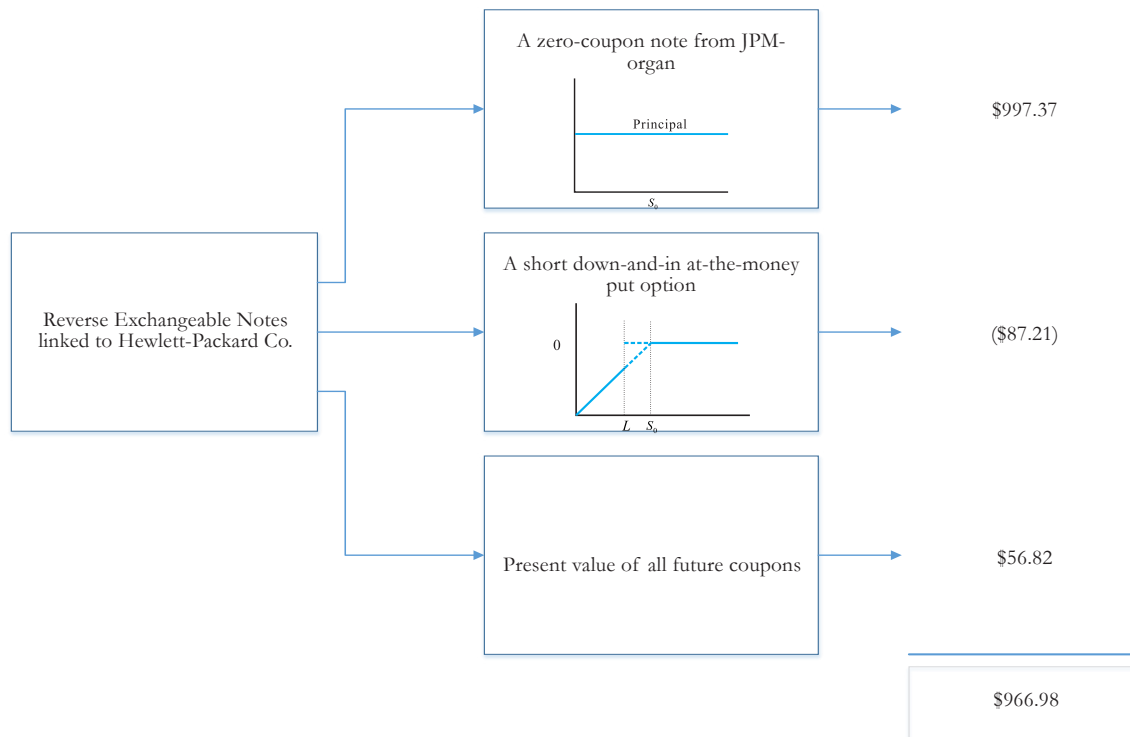 A zero-coupon note from JPM-
organ
Principal
S₀
$997.37
Reverse Exchangeable Notes
linked to Hewlett-Packard Co.
A short down-and-in at-the-money
put option
0
L S₀
($87.21)
Present value of all future coupons
$56.82
$966.98